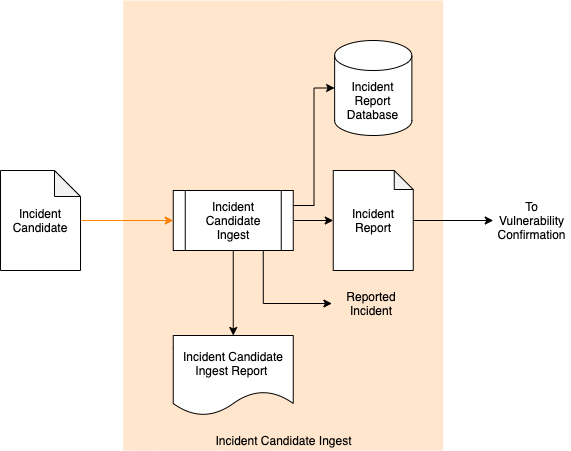 Incident
Report
Database
Incident
Candidate
Incident
Candidate
Ingest
Incident
Report
To
Vulnerability
Confirmation
Reported
Incident
Incident Candidate
Ingest Report
Incident Candidate Ingest